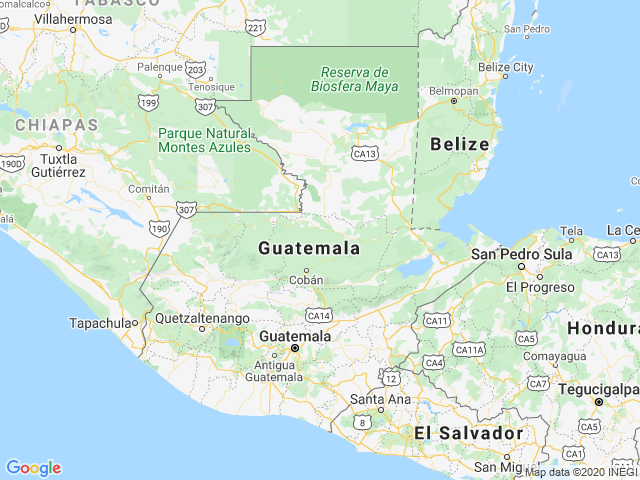 TABASCO
Comalcalco
Villahermosa
221
San Pedro
Palenque
203
Tenosique
Reserva de
Biosfera Maya
Belize City
Belmopan
199
307
CHIAPAS
Parque Natural
Montes Azules
Belize
Tuxtla
Gutiérrez
190D
199
CA13
Comitán
307
190
Tela
La Ce
Guatemala
San Pedro Sula
CA13
Cobán
El Progreso
Quetzaltenango
CA14
Tapachula
CA11
Hondura
Guatemala
CA5
CA11A
Antigua
Guatemala
CA4
Comayagua
12
CA7
Tegucigalpa
Santa Ana
8
El Salvador
CA1
CA5
San Mig
Google
Map data ©2020 INEGI